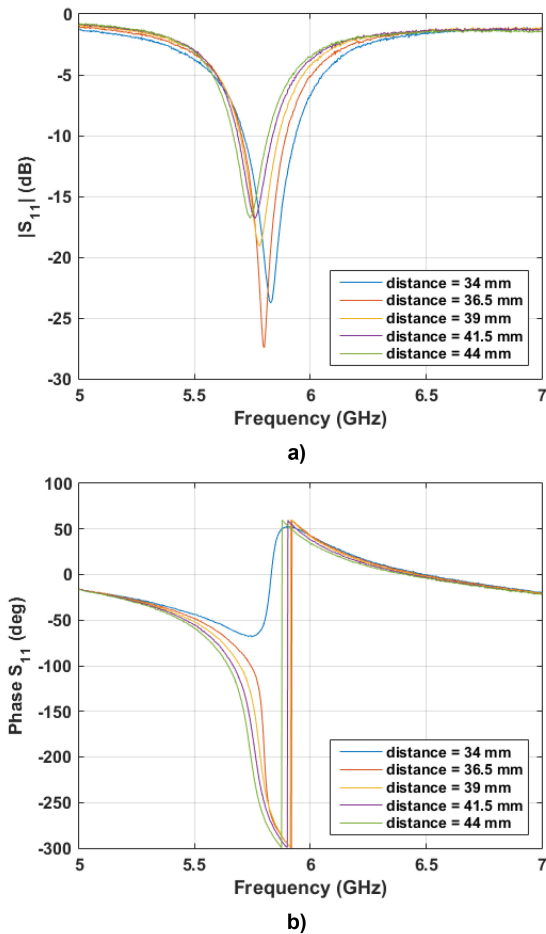 0
-5
-10
-15
-20
-25
-30
|S11| (dB)
distance = 34 mm
distance = 36.5 mm
distance = 39 mm
distance = 41.5 mm
distance = 44 mm
5 5.5 6 6.5 7
Frequency (GHz)
a)
100
50
0
-50
-100
-150
-200
-250
-300
Phase S11 (deg)
distance = 34 mm
distance = 36.5 mm
distance = 39 mm
distance = 41.5 mm
distance = 44 mm
5 5.5 6 6.5 7
Frequency (GHz)
b)